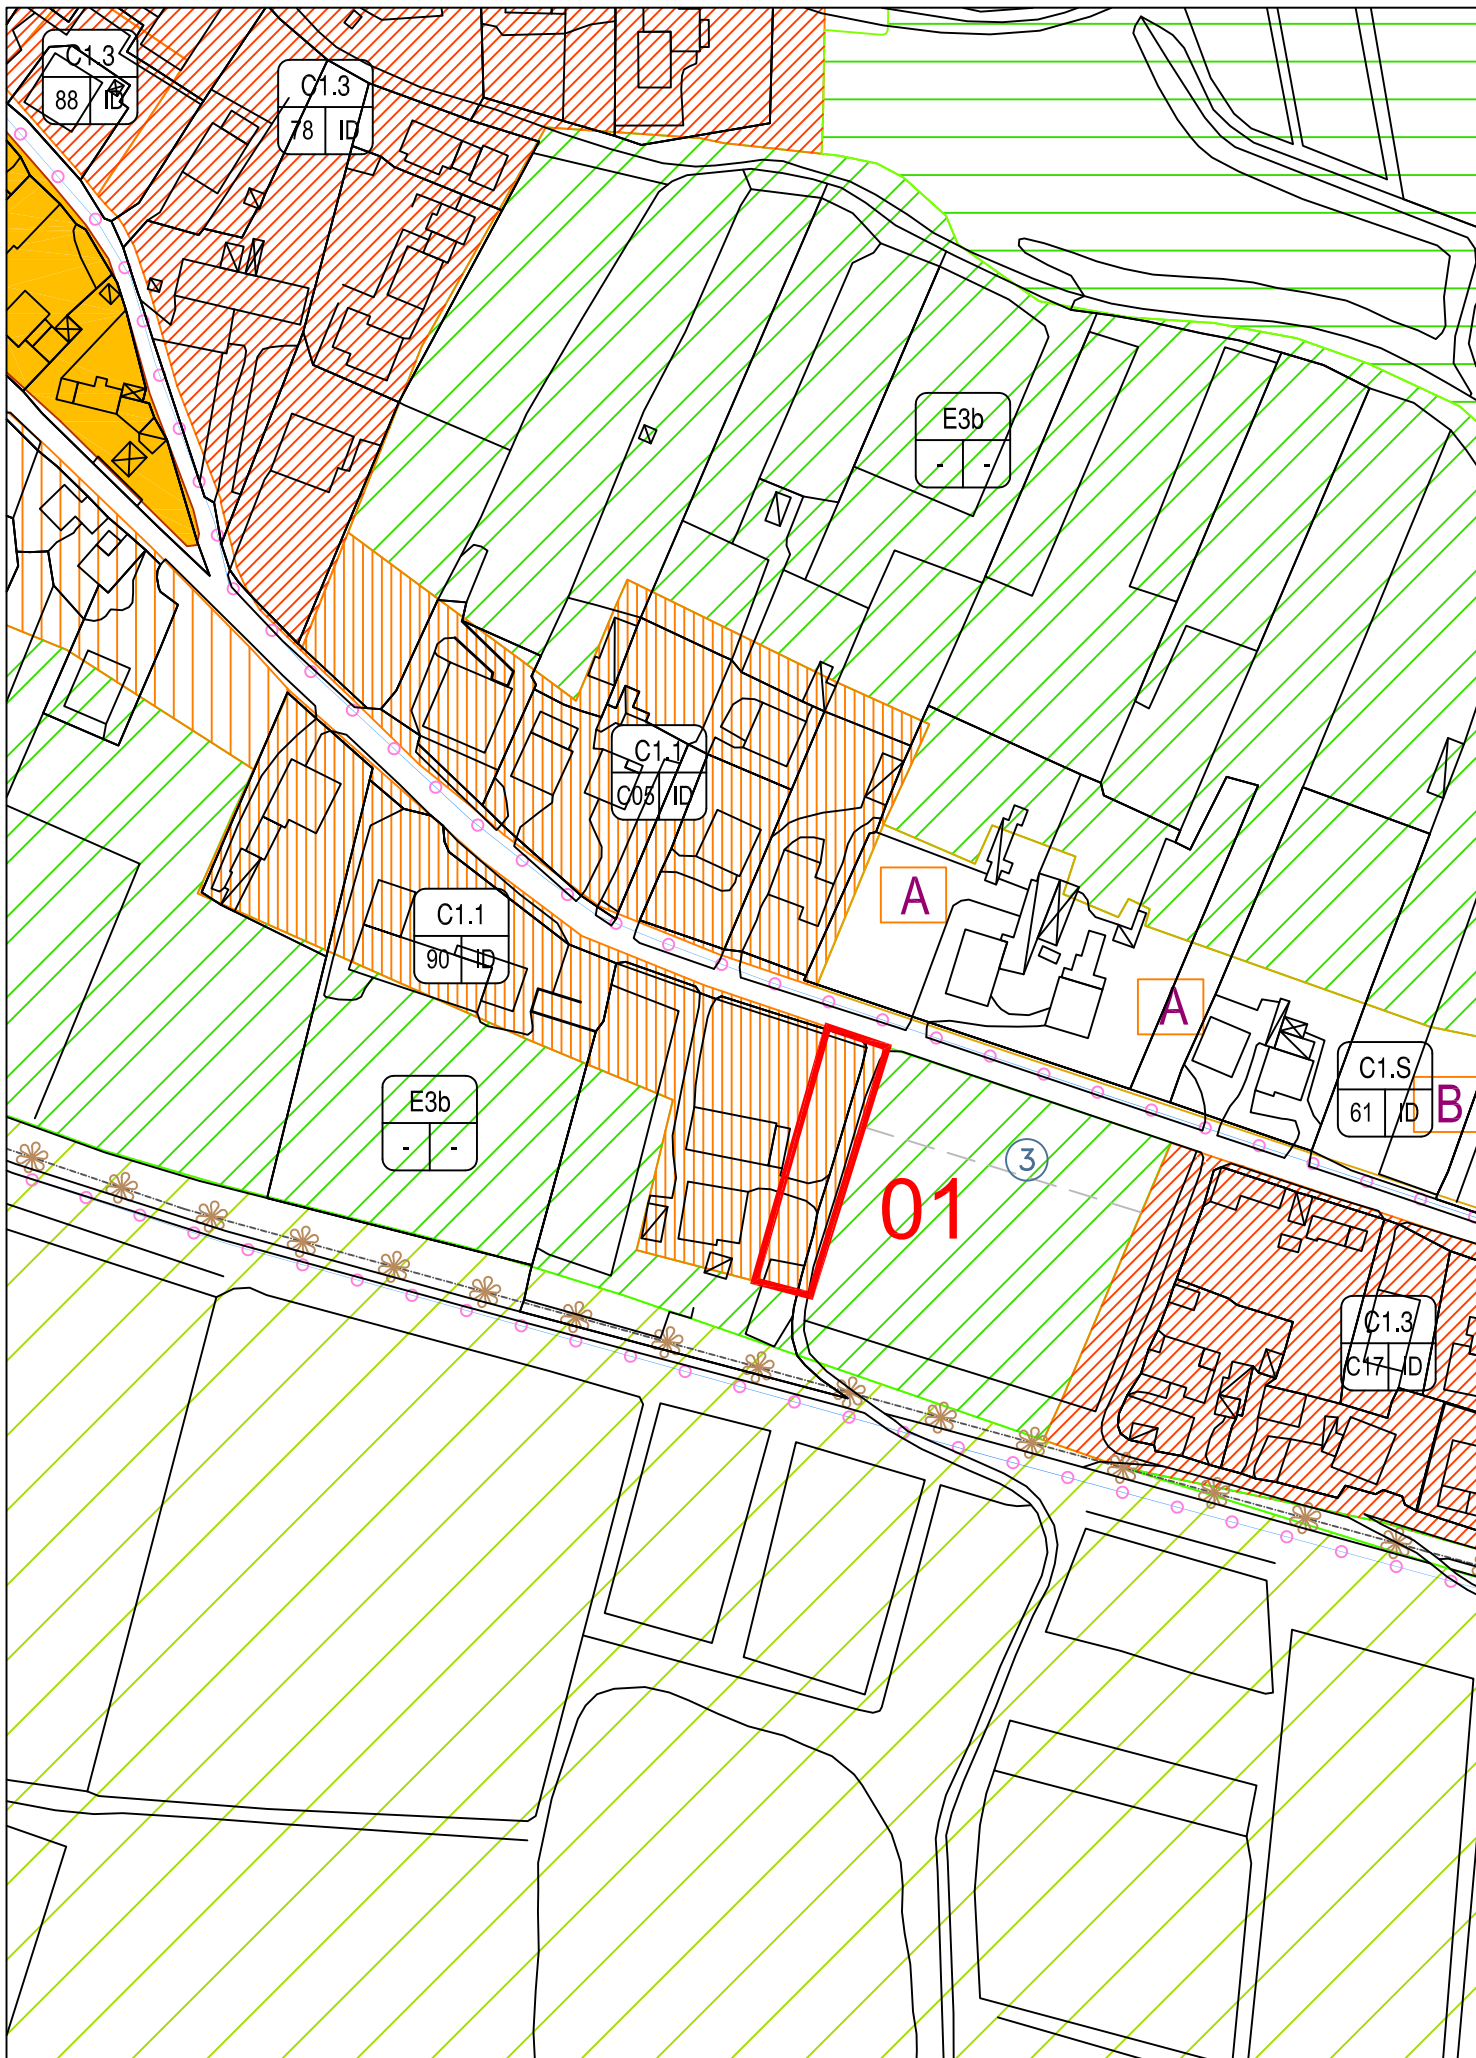 C1.3
88 ID
C1.3
78 ID
E3b
- -
C1.1
C05 ID
A
C1.1
90 ID
A
C1.S
61 ID
B
E3b
- -
3
01
C1.3
C17 ID